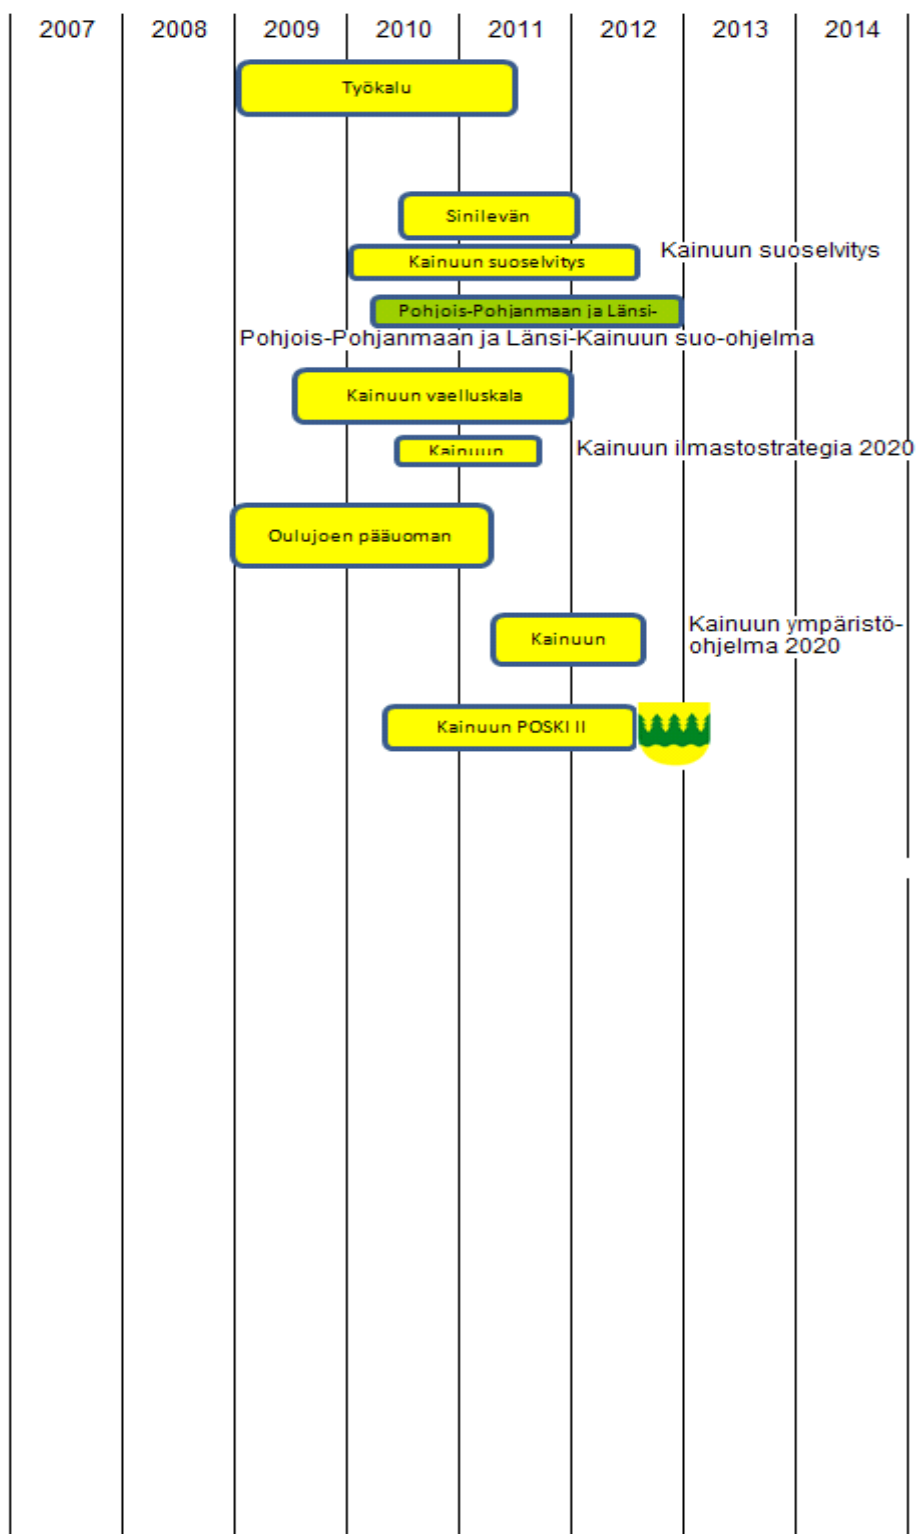 2007 2008 2009 2010 2011 2012 2013 2014
Työkalu
Sinilevän
Kainuun suoselvitys
Kainuun suoselvitys
Pohjois-Pohjanmaan ja Länsi-
Pohjois-Pohjanmaan ja Länsi-Kainuun suo-ohjelma
Kainuun vaelluskala
Kainuun
Kainuun ilmastostrategia 2020
Oulujoen pääuoman
Kainuun
Kainuun ympäristö-
ohjelma 2020
Kainuun POSKI II